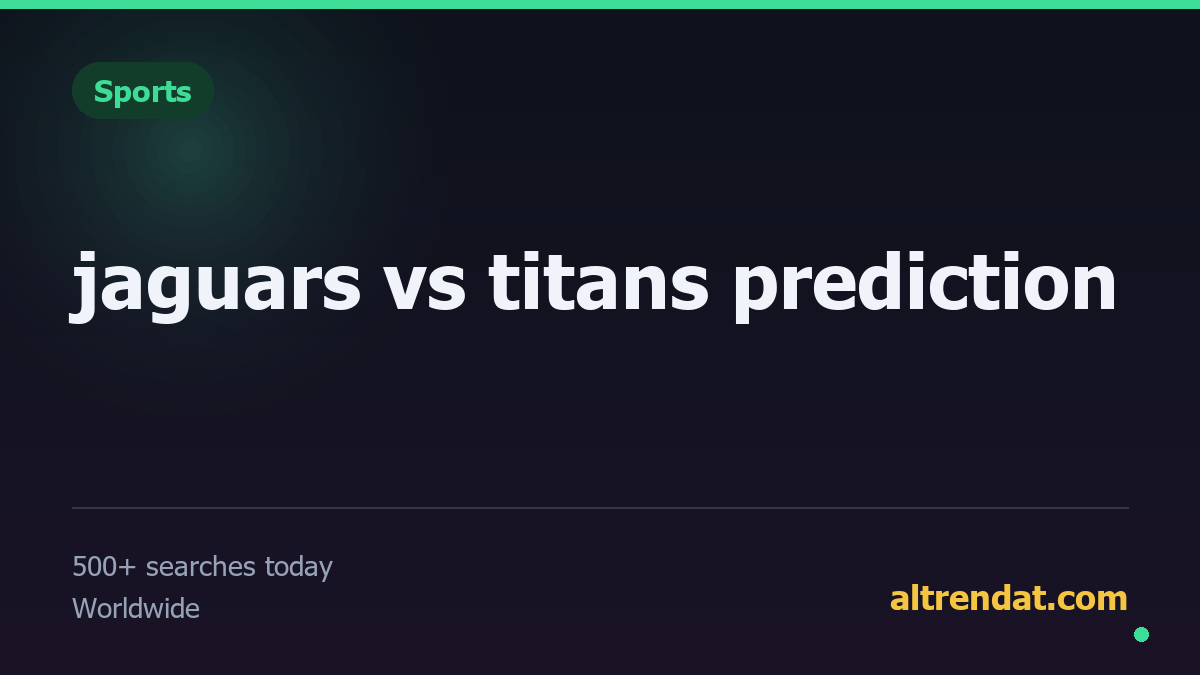 Sports
jaguars vs titans prediction
500+ searches today
Worldwide
altrendat.com